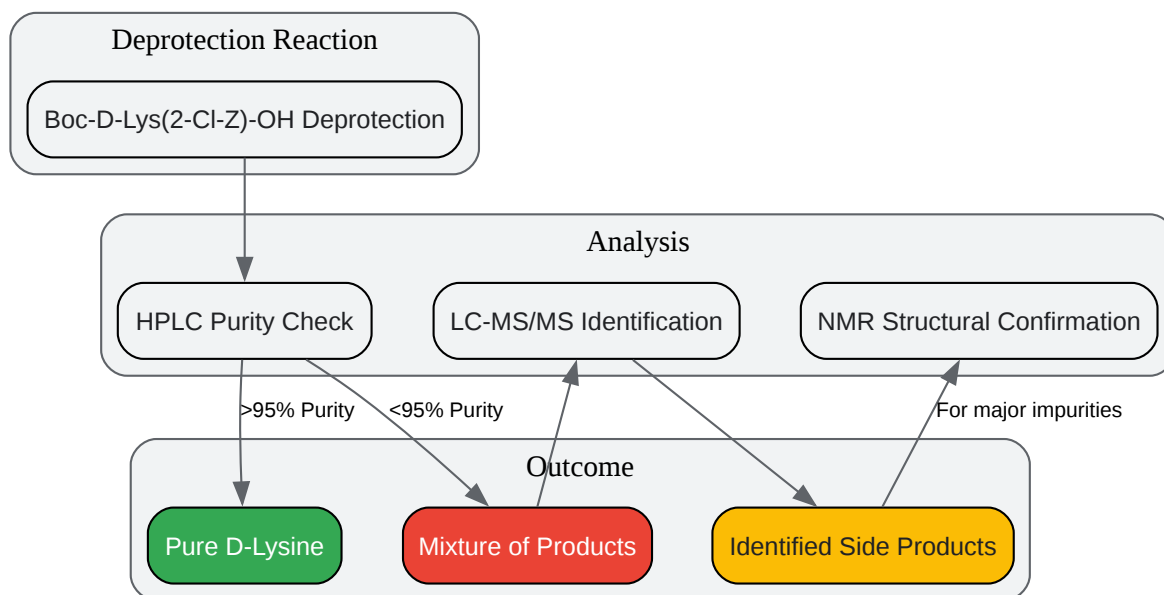 Deprotection Reaction
Boc-D-Lys(2-Cl-Z)-OH Deprotection
Analysis
HPLC Purity Check
LC-MS/MS Identification
NMR Structural Confirmation
>95% Purity
<95% Purity
For major impurities
Outcome
Pure D-Lysine
Mixture of Products
Identified Side Products